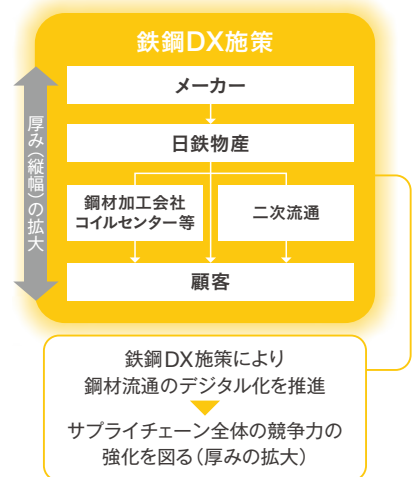 鉄鋼DX施策
メーカー
日鉄物産
厚み（縦幅）の拡大
鋼材加工会社
コイルセンター等
二次流通
顧客
鉄鋼DX施策により
鋼材流通のデジタル化を推進
サプライチェーン全体の競争力の
強化を図る（厚みの拡大）